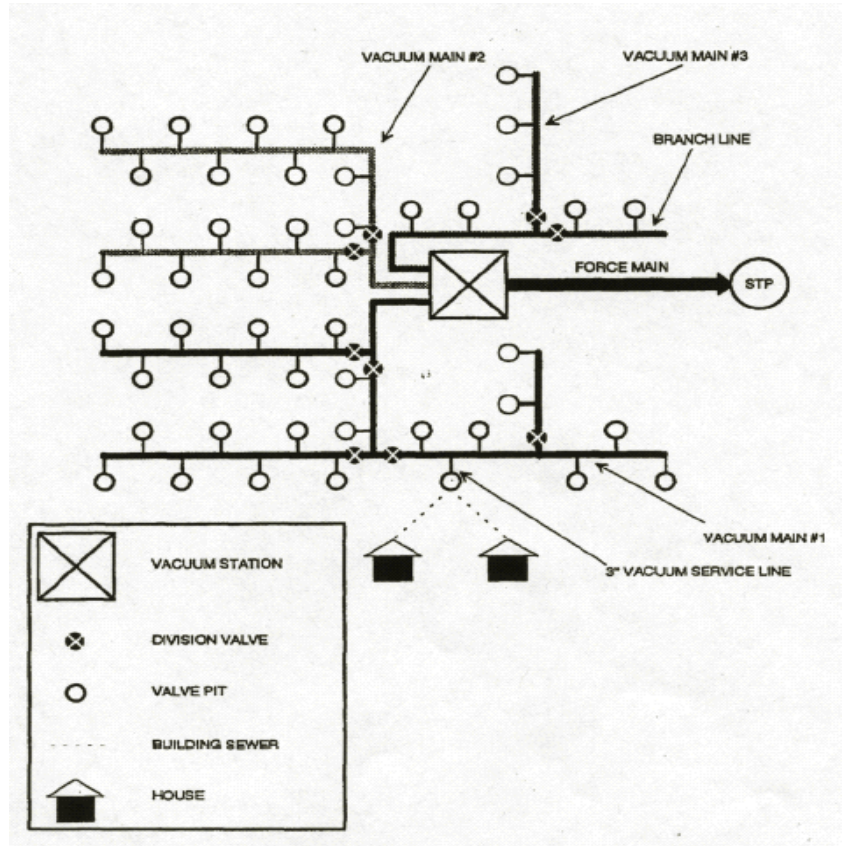 VACUUM MAIN #2
VACUUM MAIN #3
BRANCH LINE
FORCE MAIN
STP
VACUUM MAIN #1
3" VACUUM SERVICE LINE
VACUUM STATION
DIVISION VALVE
VALVE PIT
BUILDING SEWER
HOUSE